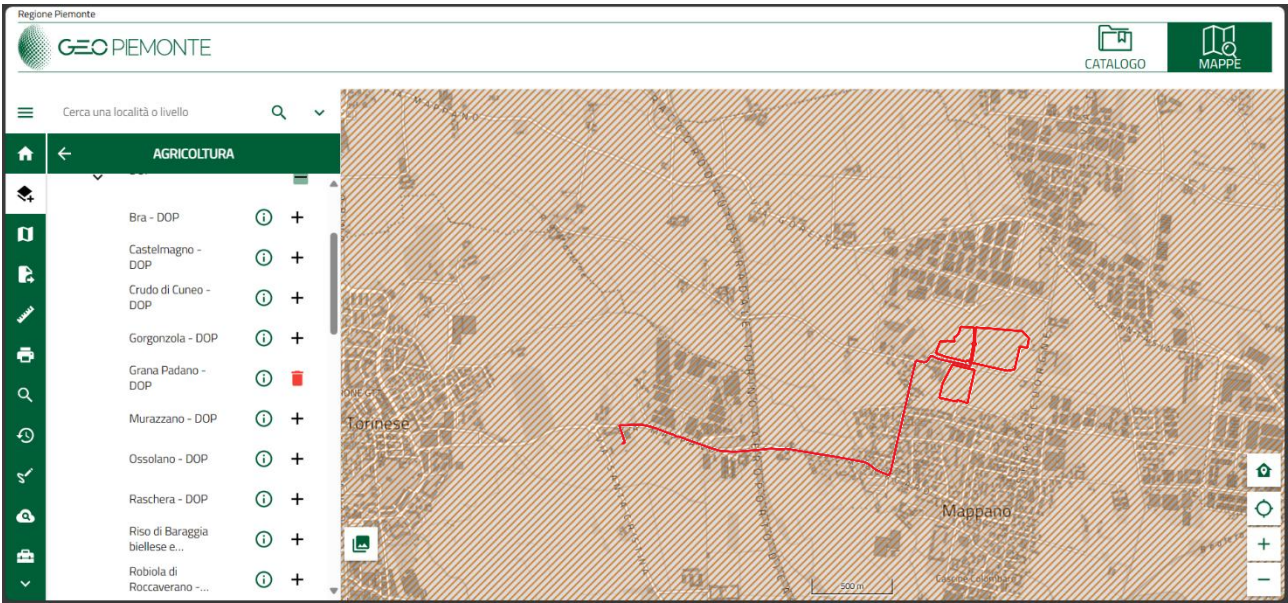 Regione Piemonte
GEO PIEMONTE
CATALOGO
MAPPE
Cerca una località o livello
AGRICOLTURA
Bra - DOP
Castelmagno -
DOP
Crudo di Cuneo -
DOP
Gorgonzola - DOP
Grana Padano -
DOP
Murazzano - DOP
Ossolano - DOP
Raschera - DOP
Riso di Baraggia
biellese e...
Robiola di
Roccaverano -...
Torinese
Mappano
500 m